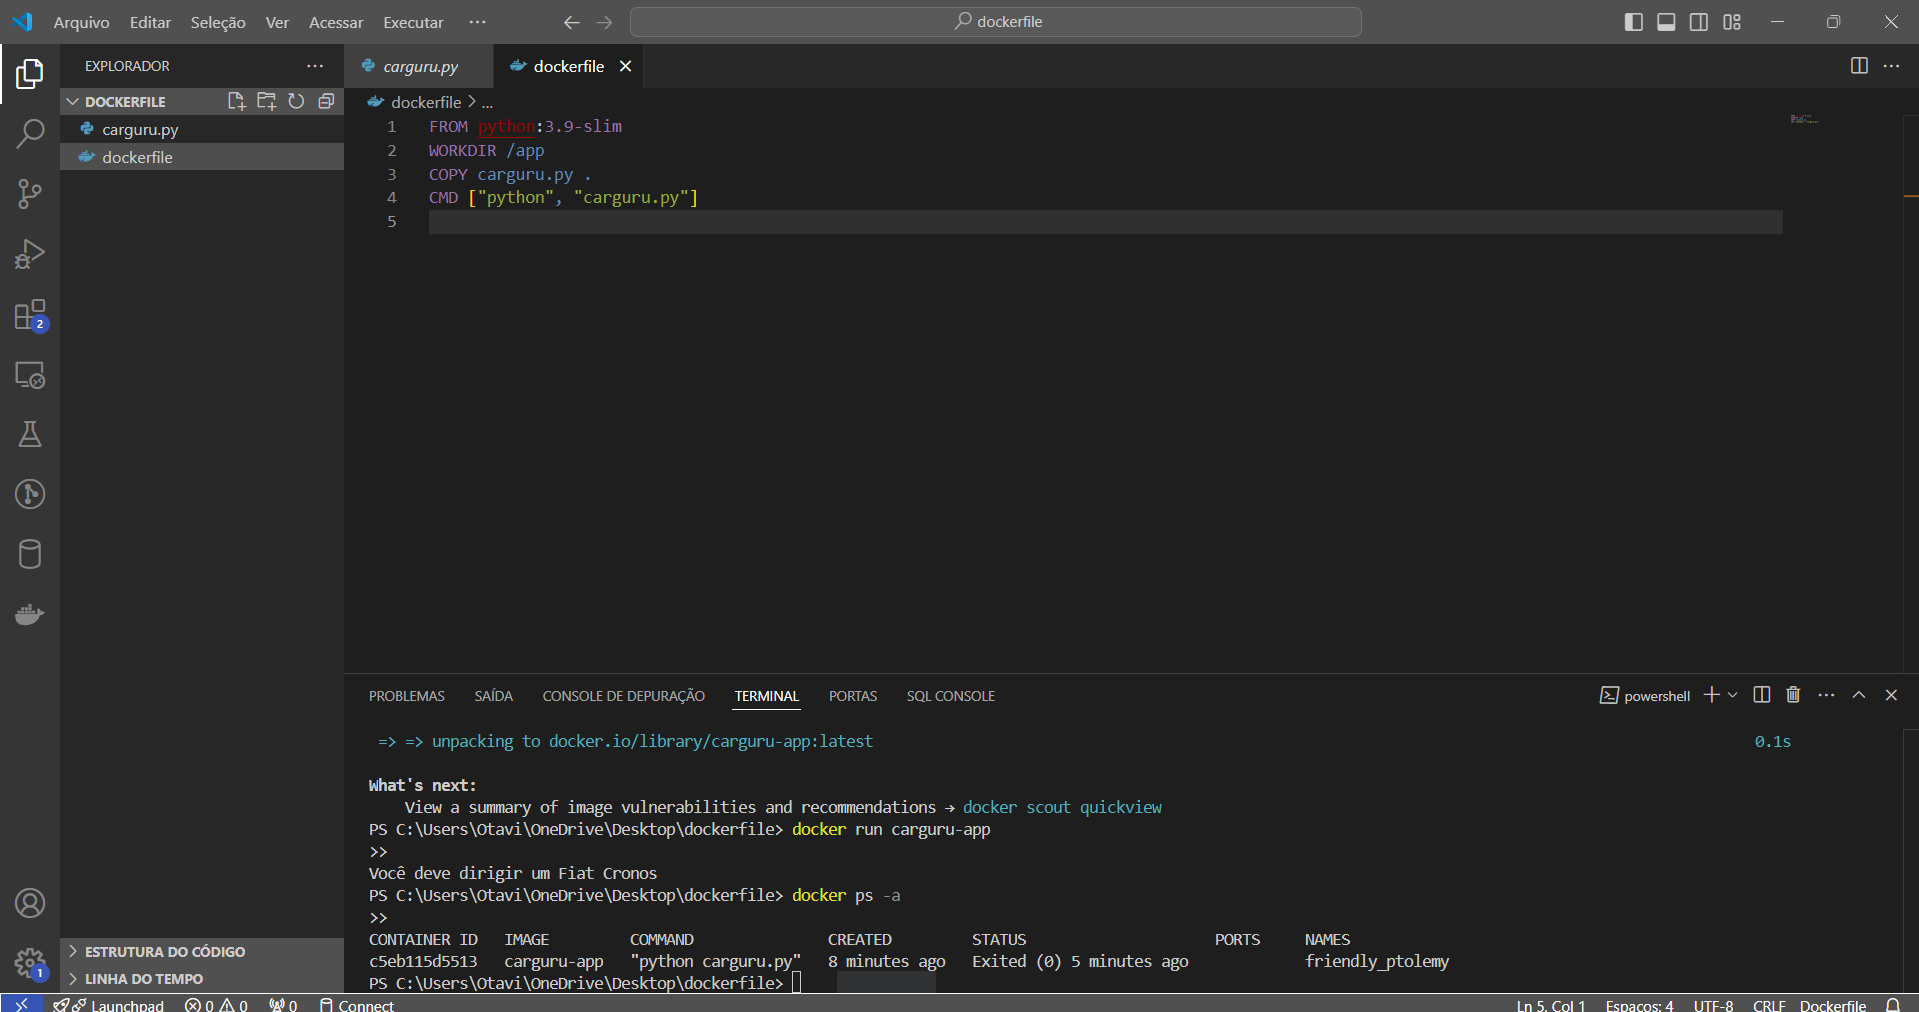 Arquivo Editar Seleção Ver Acessar Executar ··· dockerfile
EXPLORADOR ···
DOCKERFILE
carguru.py
dockerfile
2
ESTRUTURA DO CÓDIGO
LINHA DO TEMPO
1
carguru.py dockerfile
dockerfile > ...
1 FROM python:3.9-slim
2 WORKDIR /app
3 COPY carguru.py .
4 CMD ["python", "carguru.py"]
5
PROBLEMAS SAÍDA CONSOLE DE DEPURAÇÃO TERMINAL PORTAS SQL CONSOLE powershell
=> => unpacking to docker.io/library/carguru-app:latest 0.1s
What's next:
View a summary of image vulnerabilities and recommendations → docker scout quickview
PS C:\Users\Otavi\OneDrive\Desktop\dockerfile> docker run carguru-app
>>
Você deve dirigir um Fiat Cronos
PS C:\Users\Otavi\OneDrive\Desktop\dockerfile> docker ps -a
>>
CONTAINER ID IMAGE COMMAND CREATED STATUS PORTS NAMES
c5eb115d5513 carguru-app "python carguru.py" 8 minutes ago Exited (0) 5 minutes ago friendly_ptolemy
PS C:\Users\Otavi\OneDrive\Desktop\dockerfile>
Launchpad 0 0 0 Connect Ln 5, Col 1 Espaços: 4 UTF-8 CRLF Dockerfile